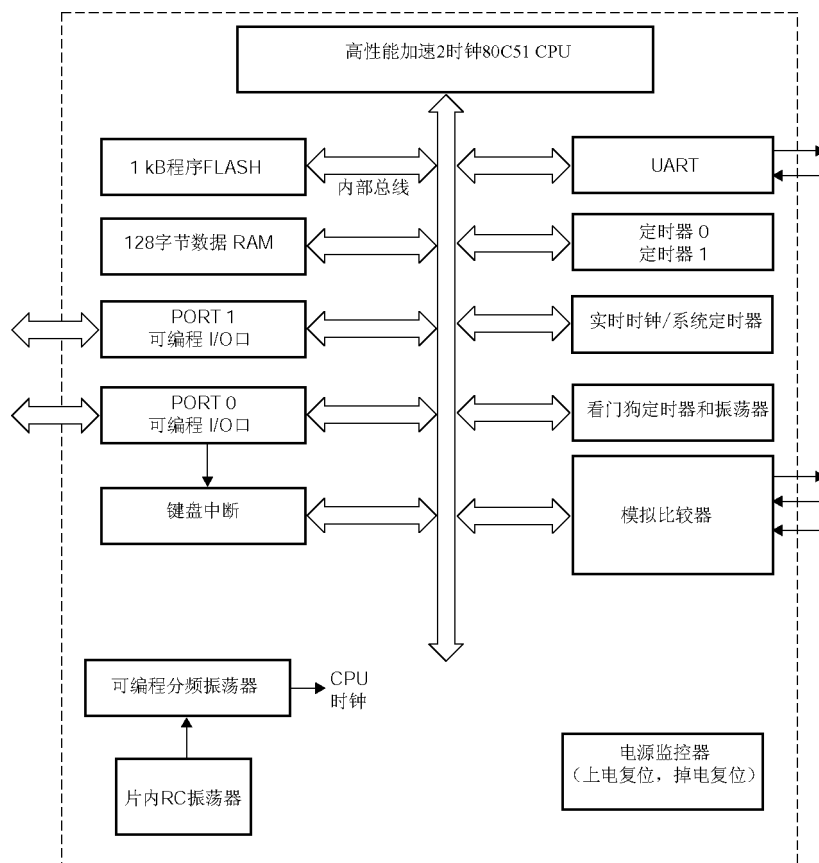 高性能加速2时钟80C51 CPU
1 kB程序FLASH
内部总线
UART
128字节数据 RAM
定时器 0
定时器 1
PORT 1
可编程 I/O口
实时时钟/系统定时器
PORT 0
可编程 I/O口
看门狗定时器和振荡器
键盘中断
模拟比较器
可编程分频振荡器
CPU
时钟
片内RC振荡器
电源监控器
（上电复位，掉电复位）